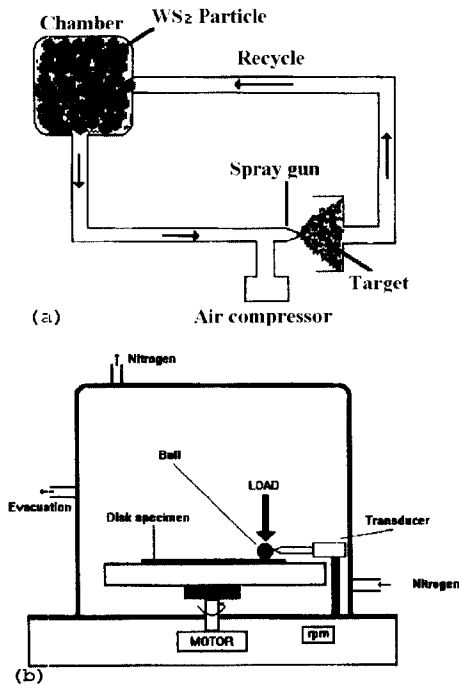 Chamber
WS₂ Particle
Recycle
Spray gun
Target
(a)
Air compressor
Nitrogen
Ball
LOAD
Evacuation
Disk specimen
Transducer
Nitrogen
MOTOR
rpm
(b)